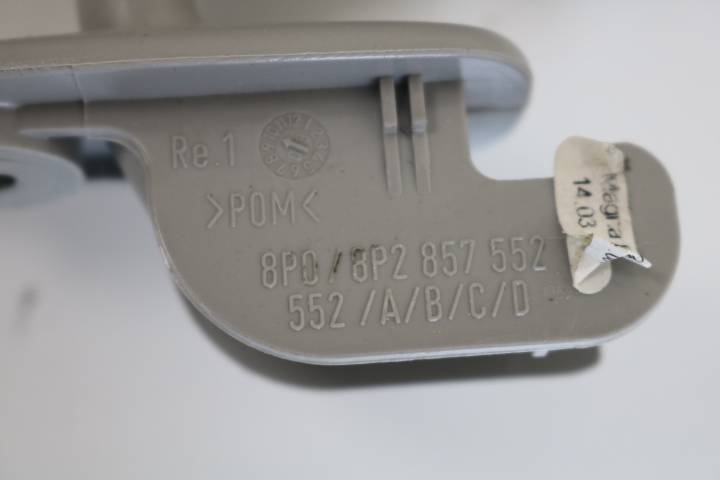 Re.1
>POM<
8P0/8P2 857 552
552 /A/B/C/D
14.03